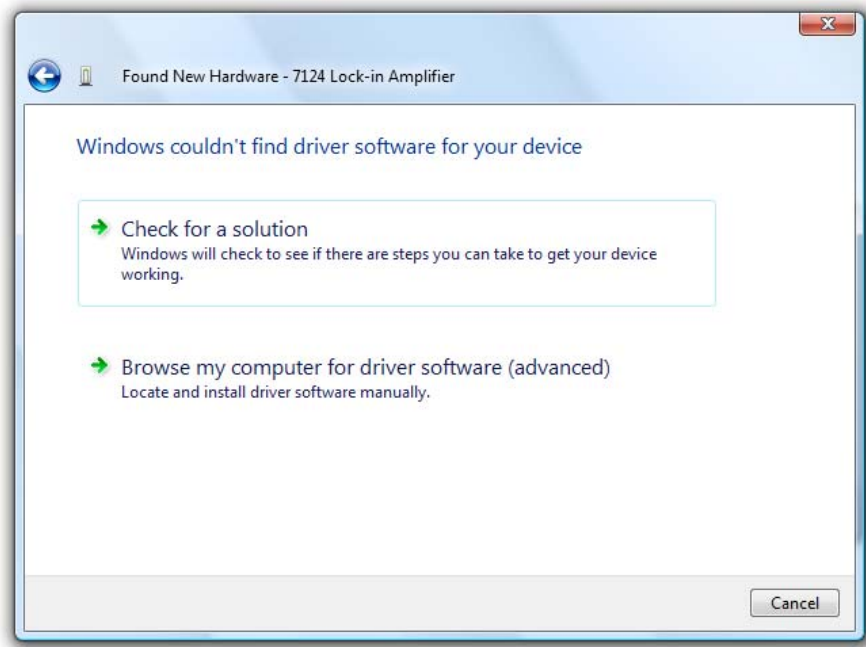 Found New Hardware - 7124 Lock-in Amplifier
Windows couldn't find driver software for your device
Check for a solution
Windows will check to see if there are steps you can take to get your device
working.
Browse my computer for driver software (advanced)
Locate and install driver software manually.
Cancel